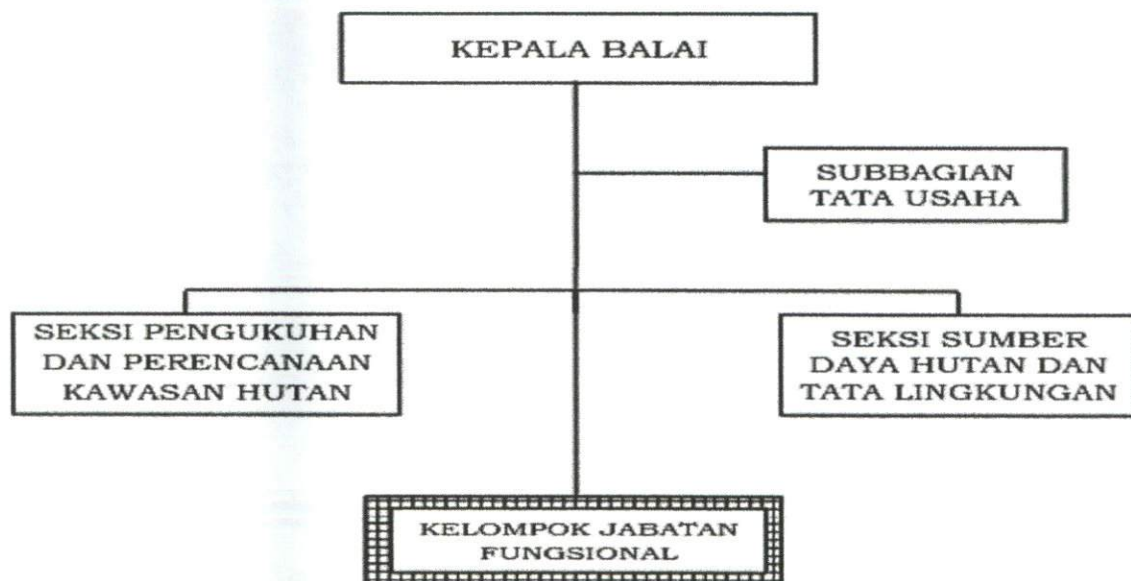 KEPALA BALAI
SUBBAGIAN
TATA USAHA
SEKSI PENGUKUHAN
DAN PERENCANAAN
KAWASAN HUTAN
SEKSI SUMBER
DAYA HUTAN DAN
TATA LINGKUNGAN
KELOMPOK JABATAN
FUNGSIONAL